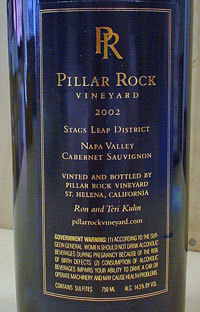 PR
PILLAR ROCK
VINEYARD
2002
STAGS LEAP DISTRICT
NAPA VALLEY
CABERNET SAUVIGNON
VINTED AND BOTTLED BY
PILLAR ROCK VINEYARD
ST. HELENA, CALIFORNIA
Ron and Teri Kuhn
pillarrockvineyard.com
GOVERNMENT WARNING: (1) ACCORDING TO THE SUR-
GEON GENERAL, WOMEN SHOULD NOT DRINK ALCOHOLIC
BEVERAGES DURING PREGNANCY BECAUSE OF THE RISK
OF BIRTH DEFECTS. (2) CONSUMPTION OF ALCOHOLIC
BEVERAGES IMPAIRS YOUR ABILITY TO DRIVE A CAR OR
OPERATE MACHINERY, AND MAY CAUSE HEALTH PROBLEMS.
CONTAINS SULFITES 750 ML ALC. 14.5% BY VOL.